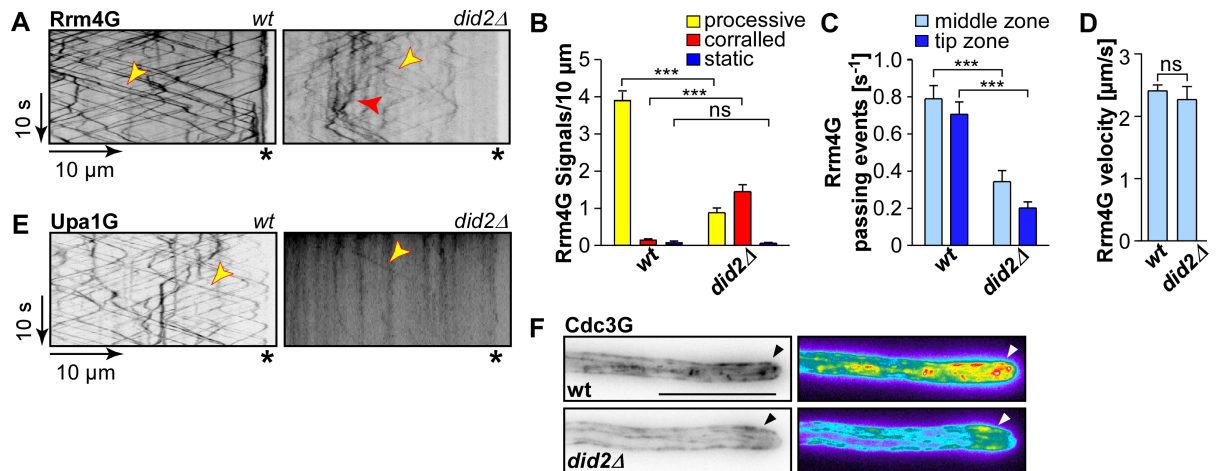 A
Rrm4G
wt
did2Δ
10 s
10 µm
*
*
B
processive
corralled
static
Rrm4G Signals/10 µm
5
4
3
2
1
0
***
***
ns
wt
did2Δ
C
middle zone
tip zone
Rrm4G
passing events [s⁻¹]
1.0
0.8
0.6
0.4
0.2
0
***
***
wt
did2Δ
D
Rrm4G velocity [µm/s]
3
2
1
0
ns
wt
did2Δ
E
Upa1G
wt
did2Δ
10 s
10 µm
*
*
F
Cdc3G
wt
did2Δ